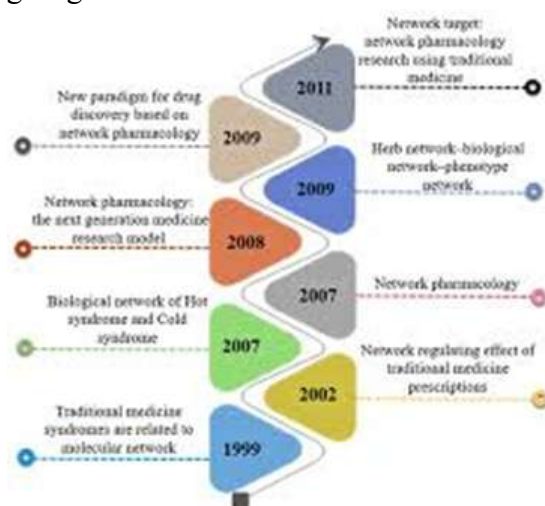 Network target:
network pharmacology
research using traditional
medicine
2011
New paradigm for drug
discovery based on
network pharmacology
2009
Herb network-biological
network-phenotype
network
2009
Network pharmacology:
the next generation medicine
research model
2008
Network pharmacology
2007
Biological network of Hot
syndrome and Cold
syndrome
2007
Network regulating effect of
traditional medicine
prescriptions
2002
Traditional medicine
syndromes are related to
molecular network
1999